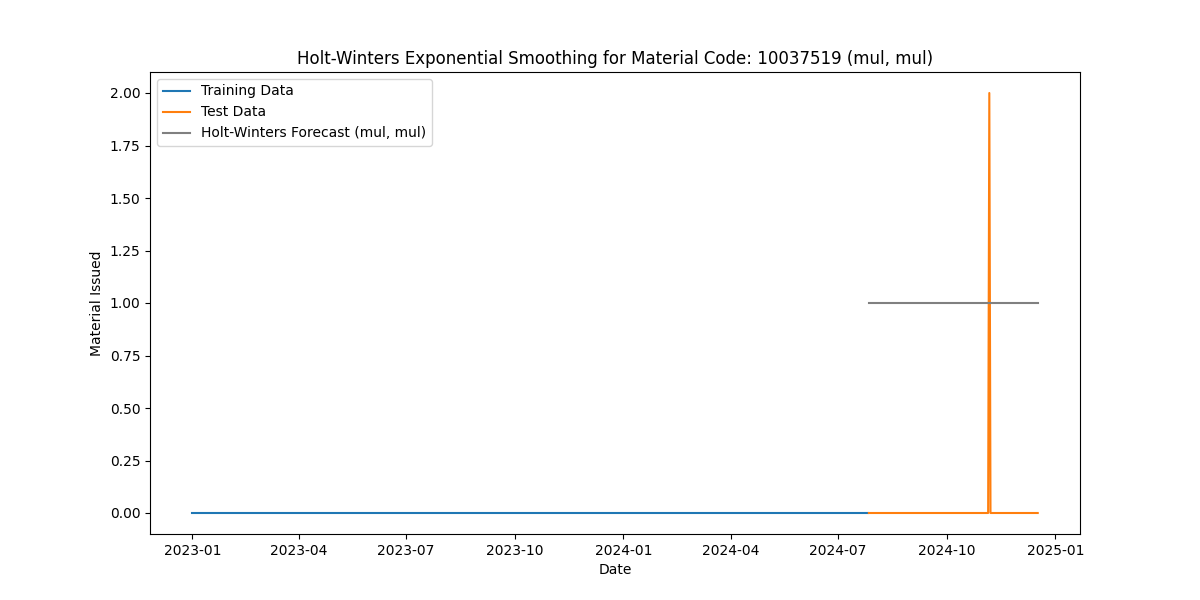 Holt-Winters Exponential Smoothing for Material Code: 10037519 (mul, mul)
Training Data
Test Data
Holt-Winters Forecast (mul, mul)
Material Issued
2.00
1.75
1.50
1.25
1.00
0.75
0.50
0.25
0.00
2023-01 2023-04 2023-07 2023-10 2024-01 2024-04 2024-07 2024-10 2025-01
Date